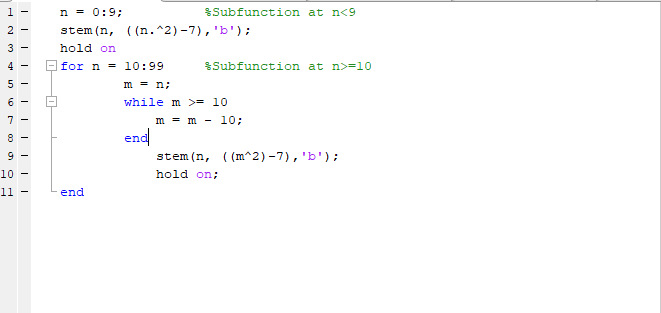 1 - n = 0:9; %Subfunction at n<9
2 - stem(n, ((n.^2)-7),'b');
3 - hold on
4 - for n = 10:99 %Subfunction at n>=10
5 - m = n;
6 - while m >= 10
7 - m = m - 10;
8 - end
9 - stem(n, ((m^2)-7),'b');
10 - hold on;
11 - end